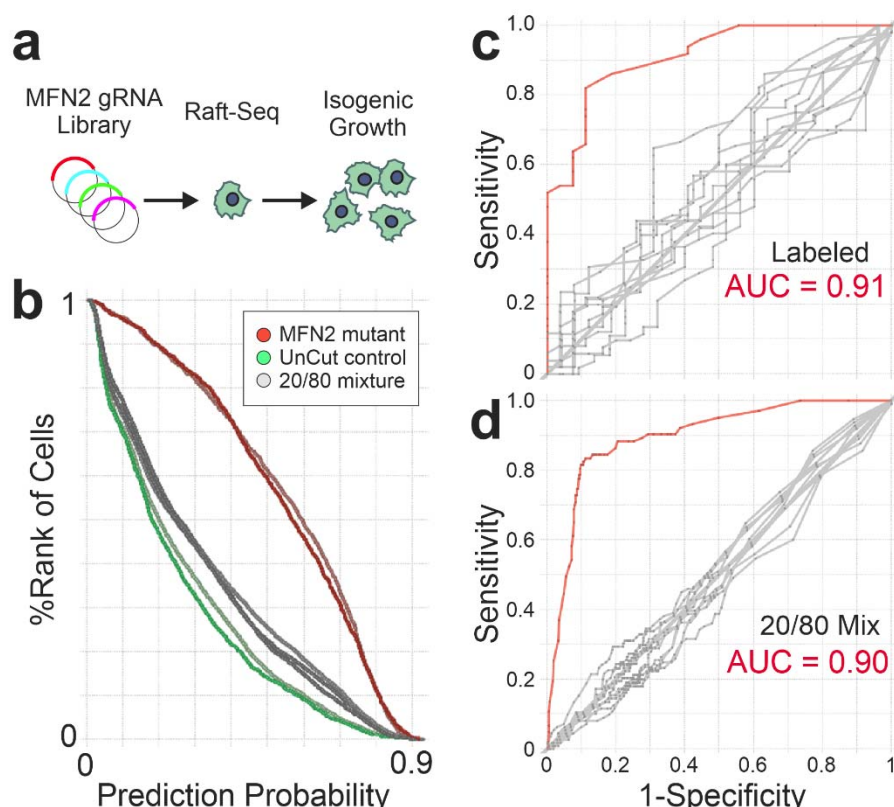 a
MFN2 gRNA
Library
Raft-Seq
Isogenic
Growth
b
1
%Rank of Cells
0
0
0.9
Prediction Probability
MFN2 mutant
UnCut control
20/80 mixture
c
1.0
0.8
0.6
0.4
0.2
0
Sensitivity
Labeled
AUC = 0.91
d
1.0
0.8
0.6
0.4
0.2
0
Sensitivity
20/80 Mix
AUC = 0.90
0
0.2
0.4
0.6
0.8
1
1-Specificity